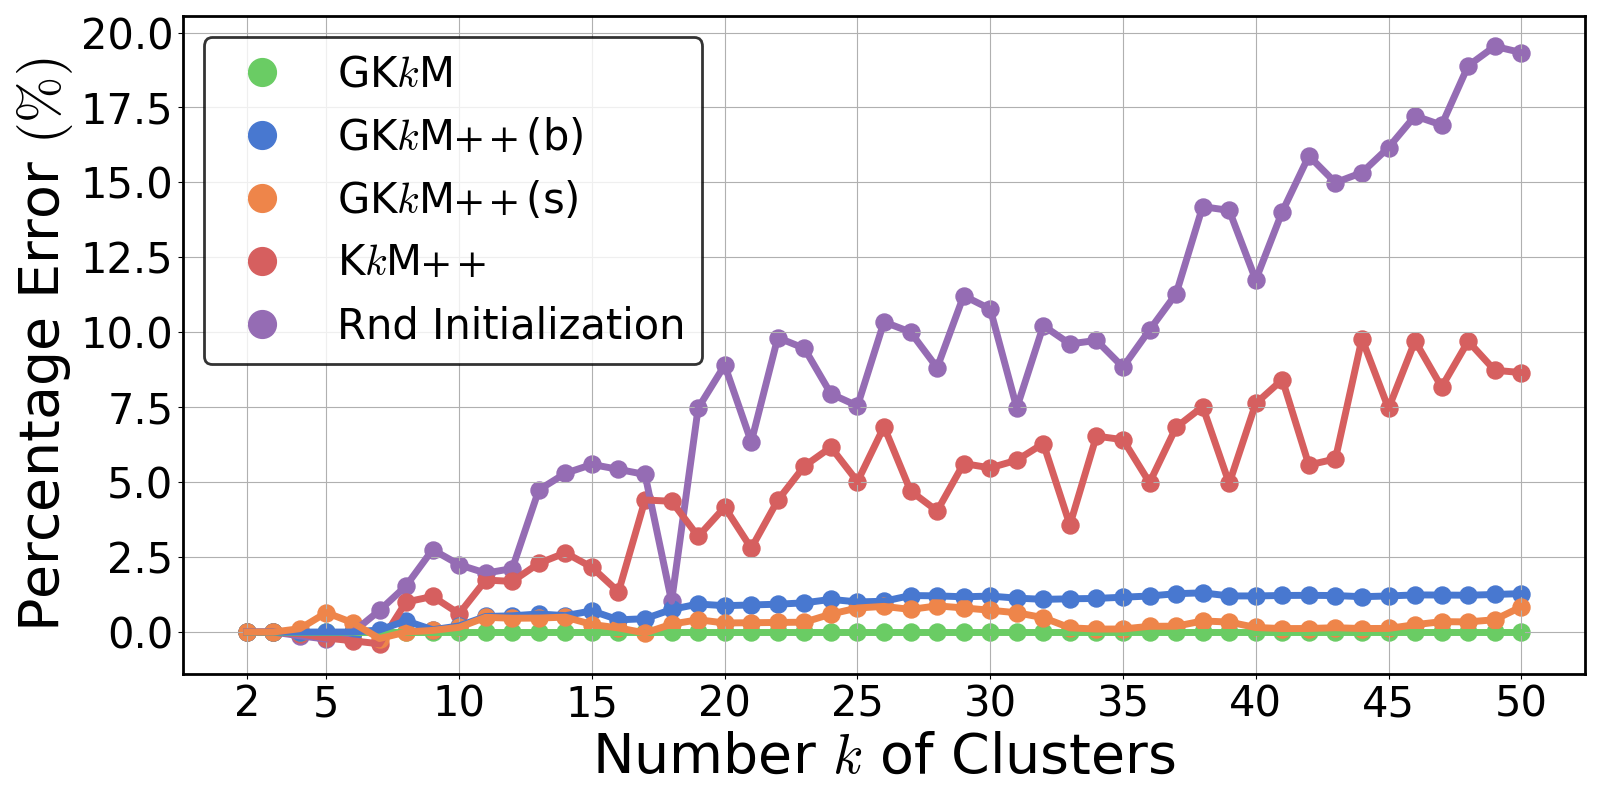 Percentage Error (%)
20.0
17.5
15.0
12.5
10.0
7.5
5.0
2.5
0.0
GKkM
GKkM++(b)
GKkM++(s)
KkM++
Rnd Initialization
2 5 10 15 20 25 30 35 40 45 50
Number k of Clusters